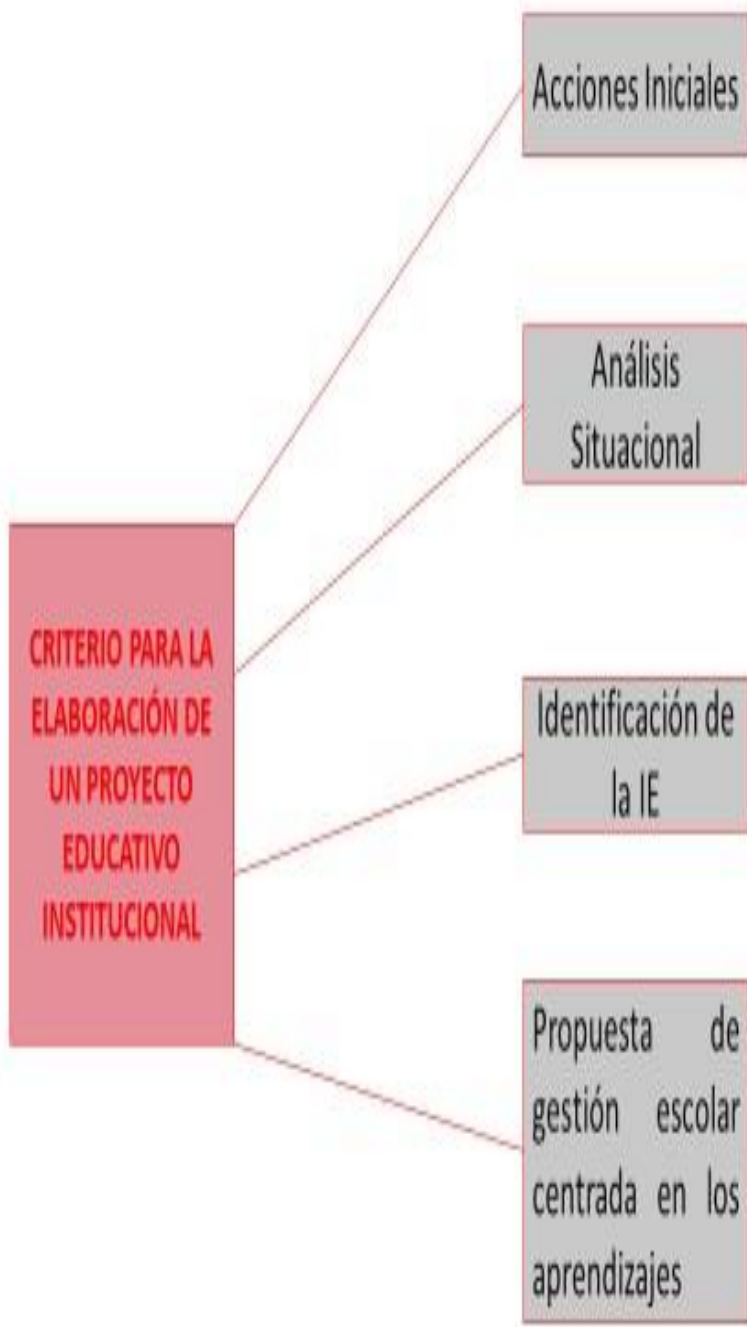 Acciones Iniciales
Análisis
Situacional
CRITERIO PARA LA
ELABORACIÓN DE
UN PROYECTO
EDUCATIVO
INSTITUCIONAL
Identificación de
la IE
Propuesta de
gestión escolar
centrada en los
aprendizajes